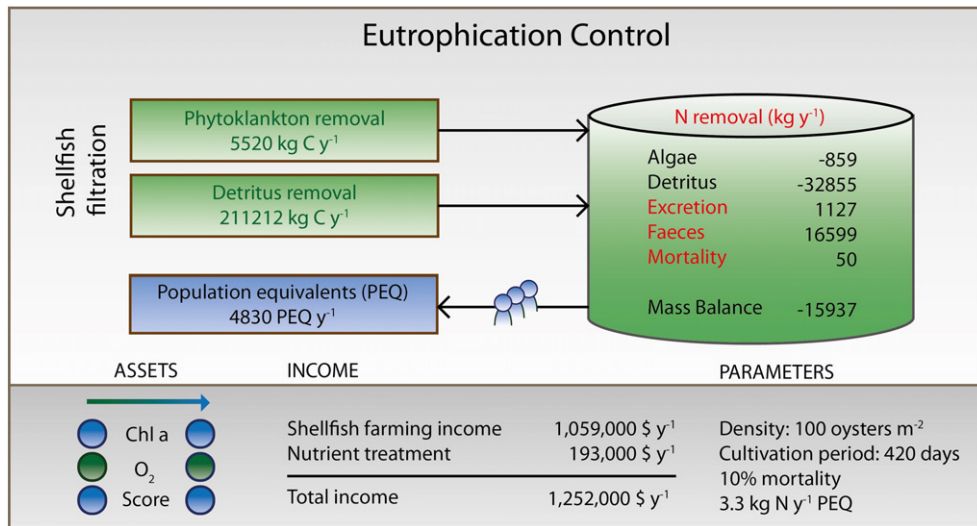 Eutrophication Control
Shellfish
filtration
Phytoklankton removal
5520 kg C y⁻¹
Detritus removal
211212 kg C y⁻¹
Population equivalents (PEQ)
4830 PEQ y⁻¹
N removal (kg y⁻¹)
Algae -859
Detritus -32855
Excretion 1127
Faeces 16599
Mortality 50
Mass Balance -15937
ASSETS INCOME PARAMETERS
Chl a
O₂
Score
Shellfish farming income 1,059,000 $ y⁻¹
Nutrient treatment 193,000 $ y⁻¹
Total income 1,252,000 $ y⁻¹
Density: 100 oysters m⁻²
Cultivation period: 420 days
10% mortality
3.3 kg N y⁻¹ PEQ